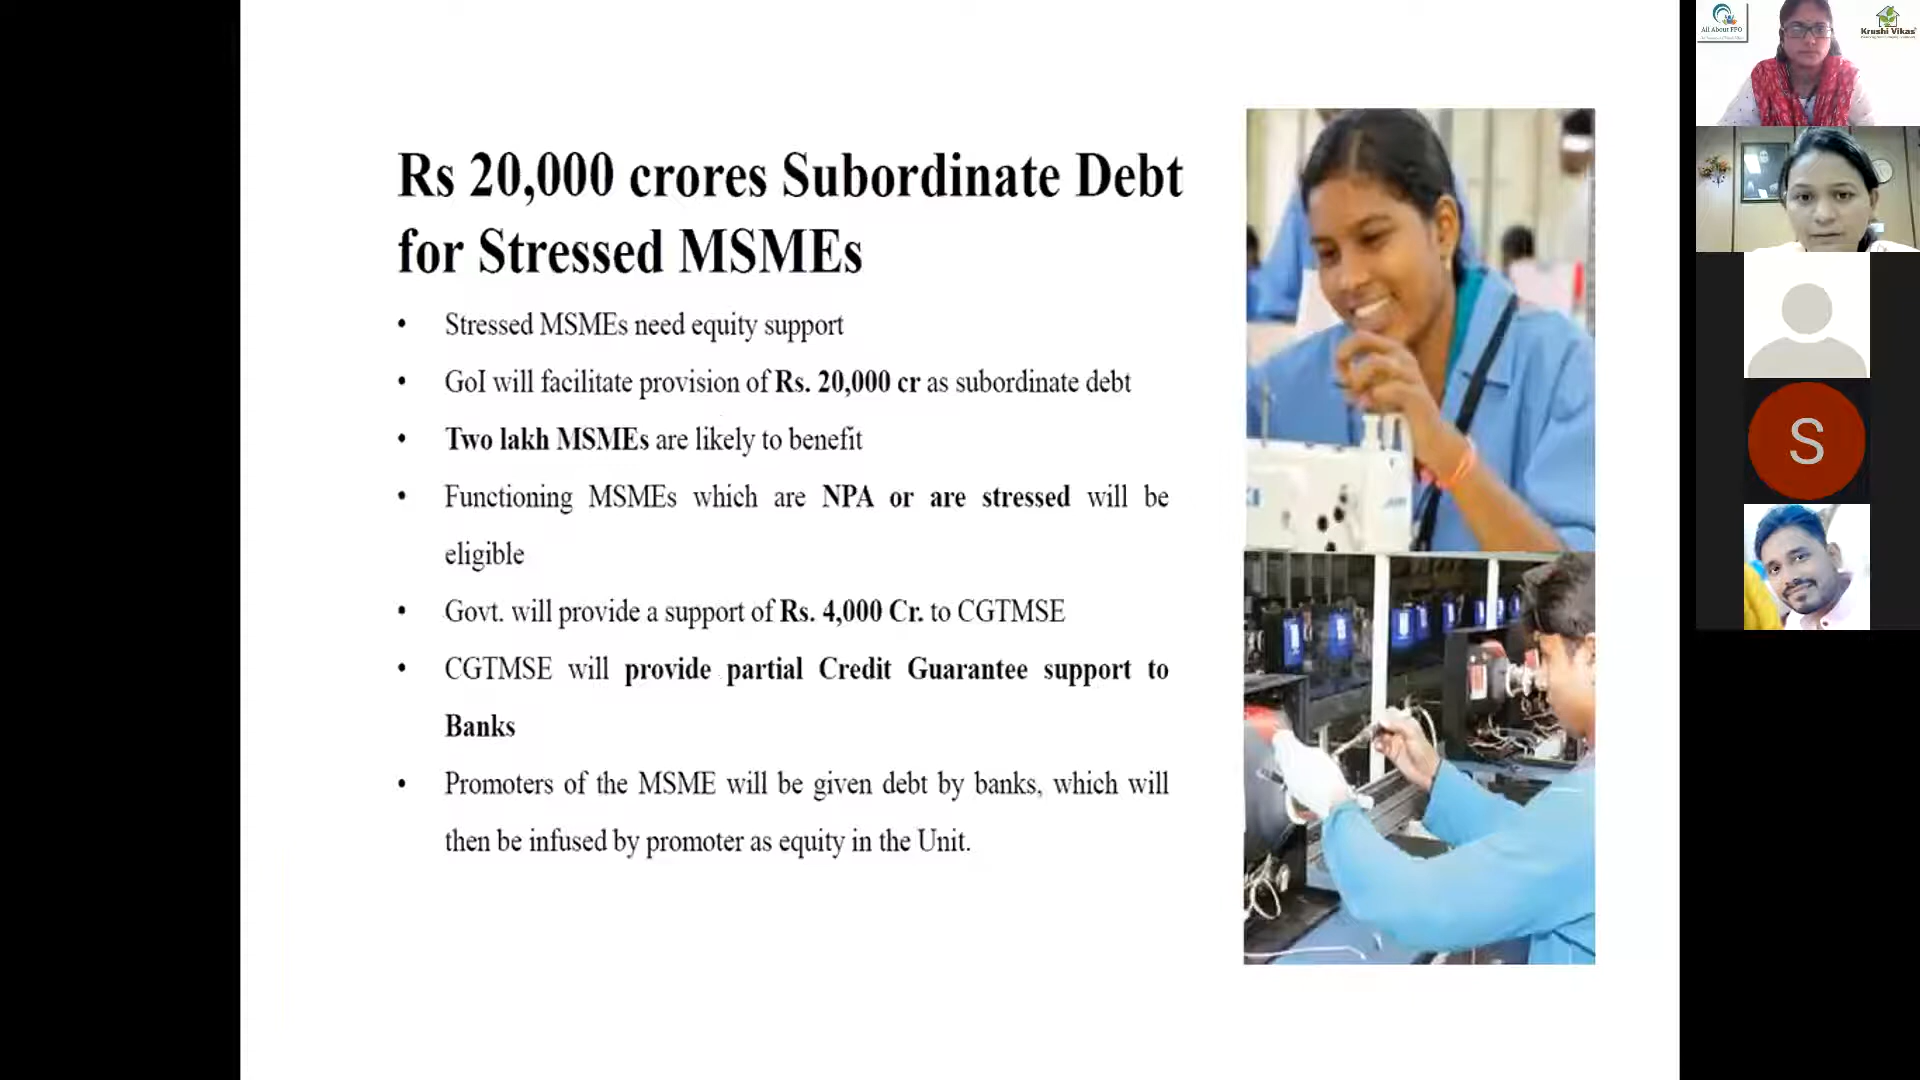 Rs 20,000 crores Subordinate Debt
for Stressed MSMEs
• Stressed MSMEs need equity support
• GoI will facilitate provision of Rs. 20,000 cr as subordinate debt
• Two lakh MSMEs are likely to benefit
• Functioning MSMEs which are NPA or are stressed will be
eligible
• Govt. will provide a support of Rs. 4,000 Cr. to CGTMSE
• CGTMSE will provide partial Credit Guarantee support to
Banks
• Promoters of the MSME will be given debt by banks, which will
then be infused by promoter as equity in the Unit.
All About FPO
Krushi Vikas
S